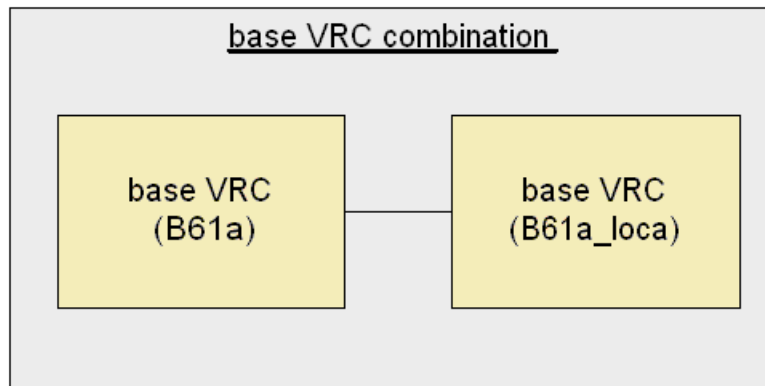 base VRC combination
base VRC
(B61a)
base VRC
(B61a_loca)